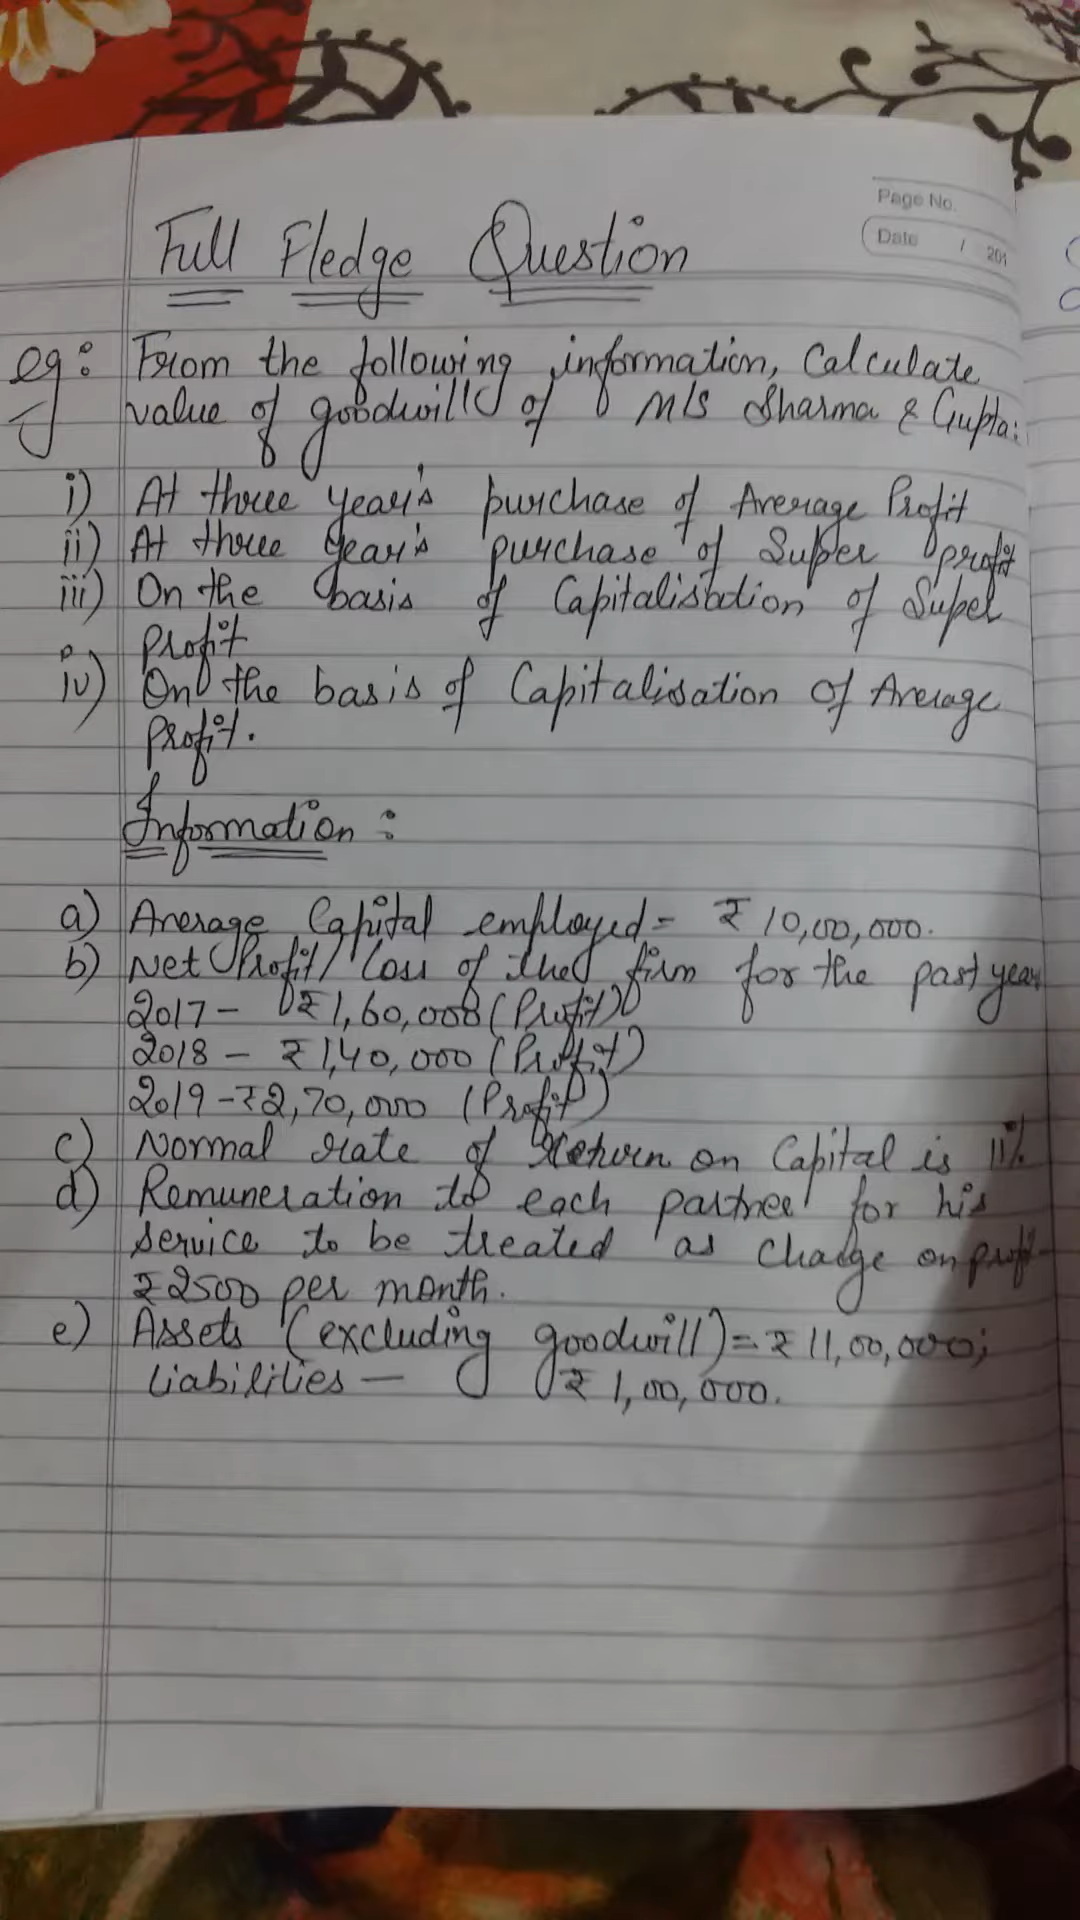 Page No.
Date / 201
Full Fledge Question
eg: From the following information, Calculate
value of goodwill of M/S Sharma & Gupta:
i) At three year's purchase of Average Profit
ii) At three year's purchase of Super profit
iii) On the basis of Capitalisation of Super
Profit
iv) On the basis of Capitalisation of Average
Profit.
Information:
a) Average Capital employed = ₹ 10,00,000.
b) Net Profit/Loss of the firm for the past year
2017 - ₹1,60,000 (Profit)
2018 - ₹1,40,000 (Profit)
2019 - ₹2,70,000 (Profit)
c) Normal rate of return on Capital is 11%
d) Remuneration to each partner for his
service to be treated as charge on profit
₹2500 per month.
e) Assets (excluding goodwill) = ₹ 11,00,000;
Liabilities — ₹ 1,00,000.